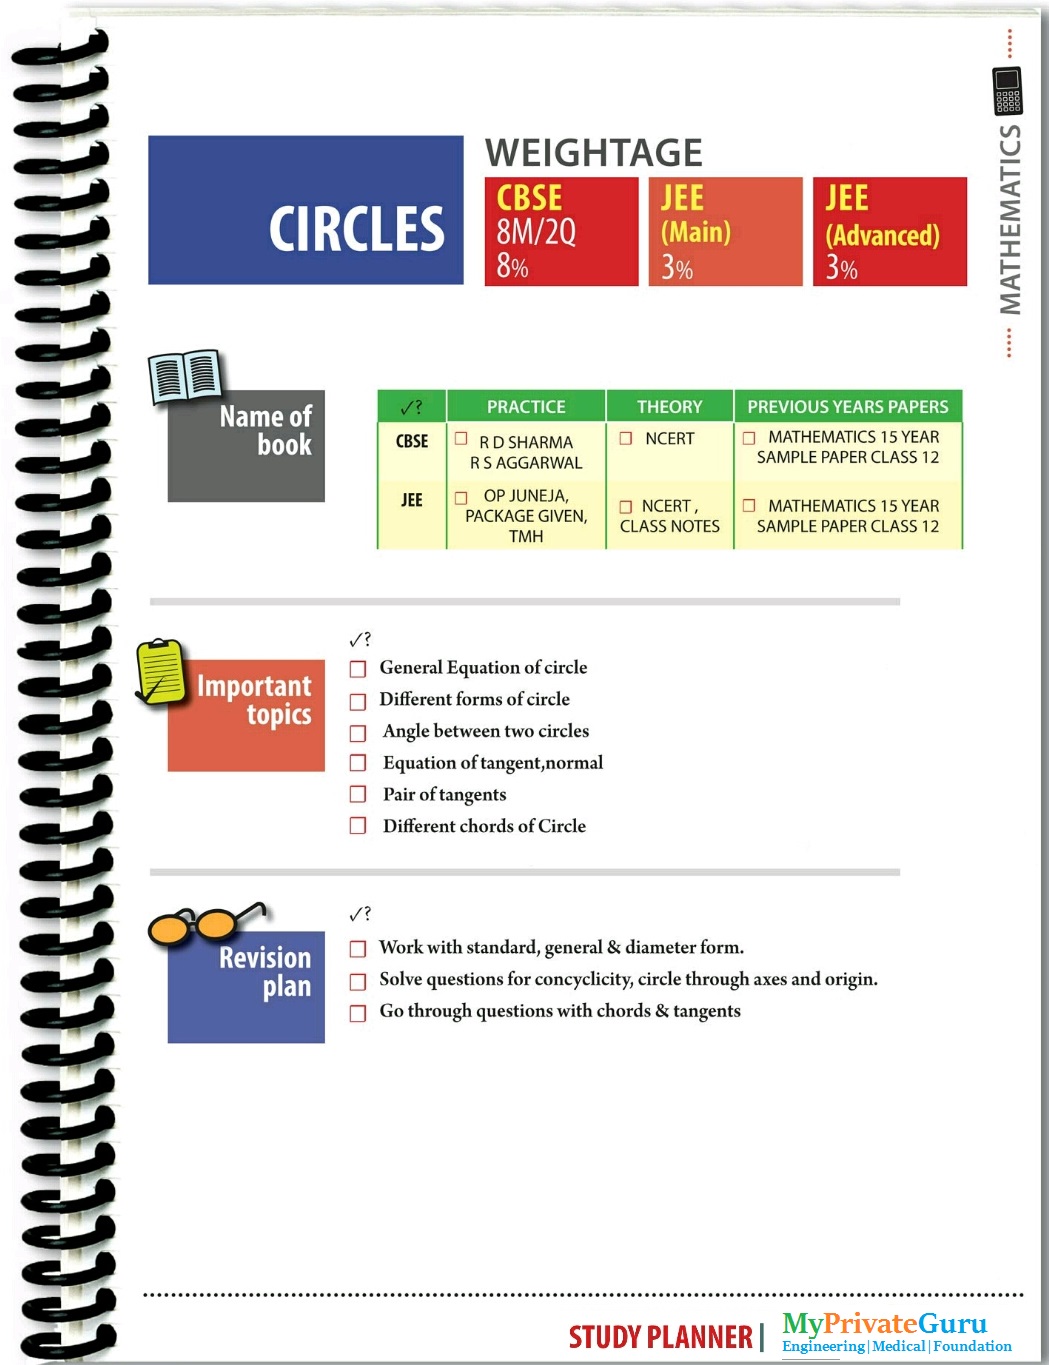 CIRCLES
WEIGHTAGE
CBSE
8M/2Q
8%
JEE
(Main)
3%
JEE
(Advanced)
3%
MATHEMATICS
Name of
book
✓?
PRACTICE
THEORY
PREVIOUS YEARS PAPERS
CBSE
R D SHARMA
R S AGGARWAL
NCERT
MATHEMATICS 15 YEAR
SAMPLE PAPER CLASS 12
JEE
OP JUNEJA,
PACKAGE GIVEN,
TMH
NCERT ,
CLASS NOTES
MATHEMATICS 15 YEAR
SAMPLE PAPER CLASS 12
Important
topics
✓?
General Equation of circle
Different forms of circle
Angle between two circles
Equation of tangent,normal
Pair of tangents
Different chords of Circle
Revision
plan
✓?
Work with standard, general & diameter form.
Solve questions for concyclicity, circle through axes and origin.
Go through questions with chords & tangents
STUDY PLANNER |
MyPrivateGuru
Engineering|Medical|Foundation